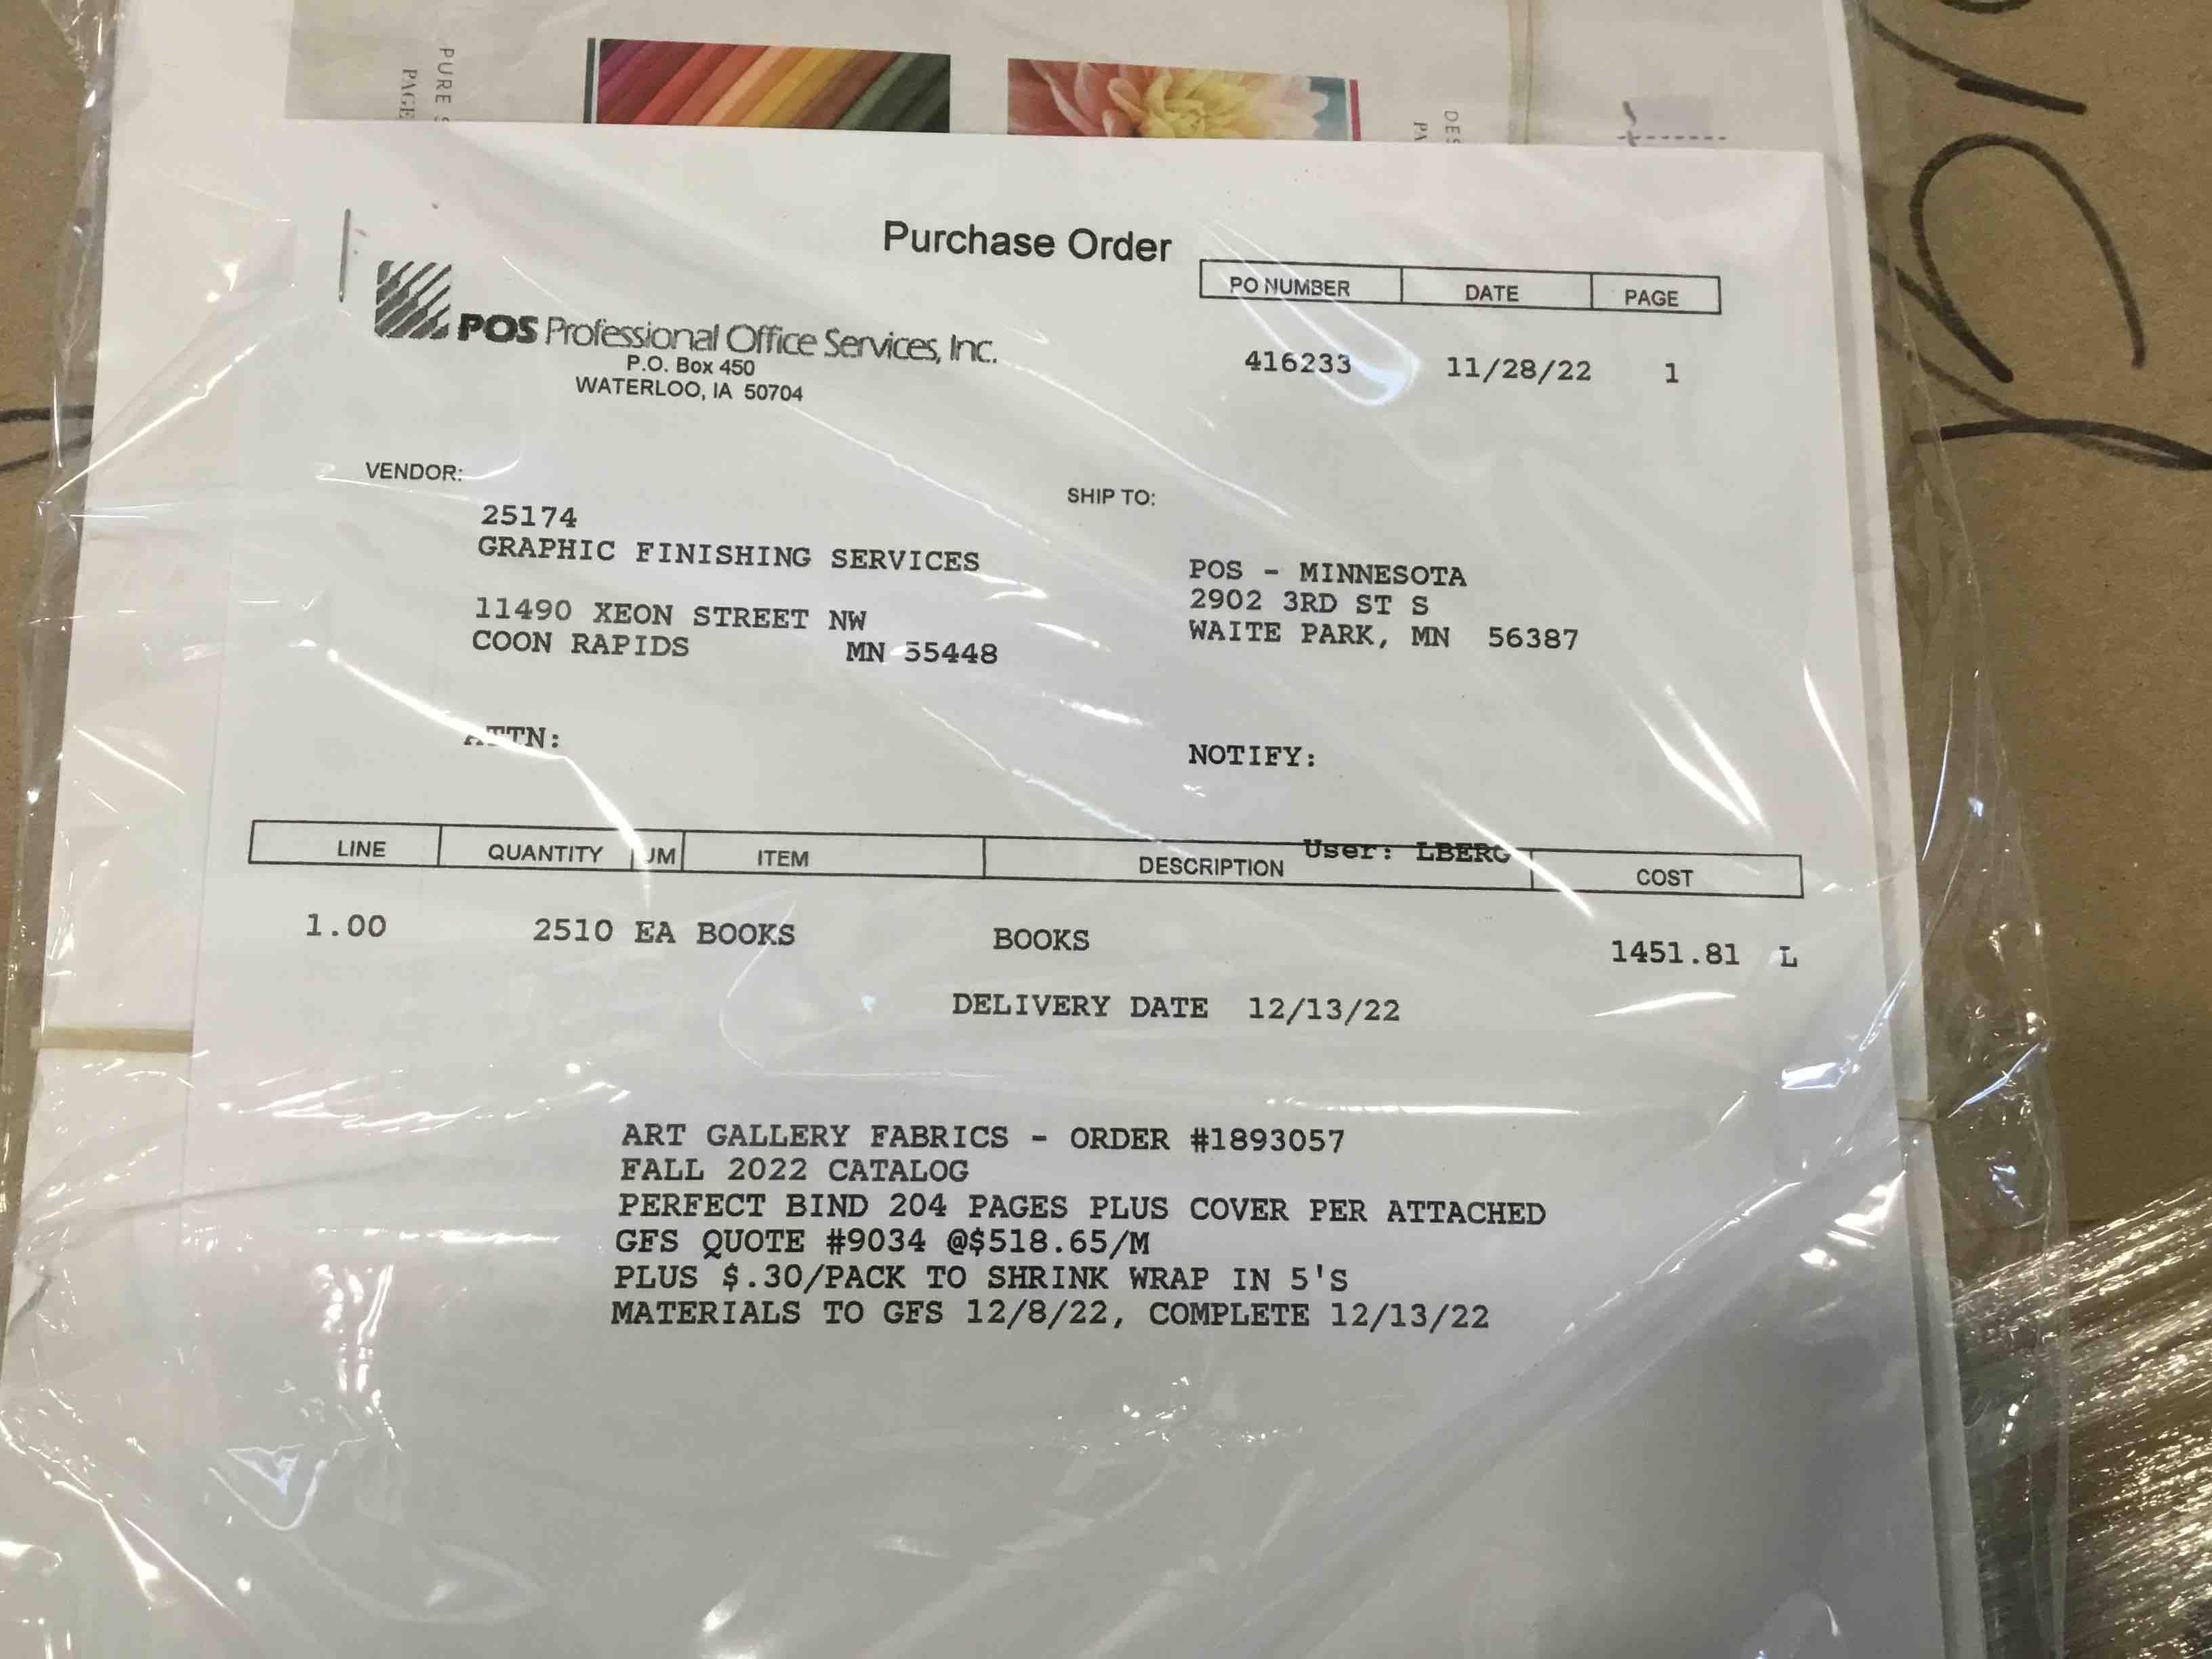 PURE
PAGE
DES
PA
Purchase Order
PO NUMBER DATE PAGE
416233 11/28/22 1
POS Professional Office Services, Inc.
P.O. Box 450
WATERLOO, IA 50704
VENDOR:
25174
GRAPHIC FINISHING SERVICES
11490 XEON STREET NW
COON RAPIDS MN 55448
SHIP TO:
POS - MINNESOTA
2902 3RD ST S
WAITE PARK, MN 56387
ATTN:
NOTIFY:
User: LBERG
LINE QUANTITY UM ITEM DESCRIPTION COST
1.00 2510 EA BOOKS BOOKS 1451.81 L
DELIVERY DATE 12/13/22
ART GALLERY FABRICS - ORDER #1893057
FALL 2022 CATALOG
PERFECT BIND 204 PAGES PLUS COVER PER ATTACHED
GFS QUOTE #9034 @$518.65/M
PLUS $.30/PACK TO SHRINK WRAP IN 5'S
MATERIALS TO GFS 12/8/22, COMPLETE 12/13/22